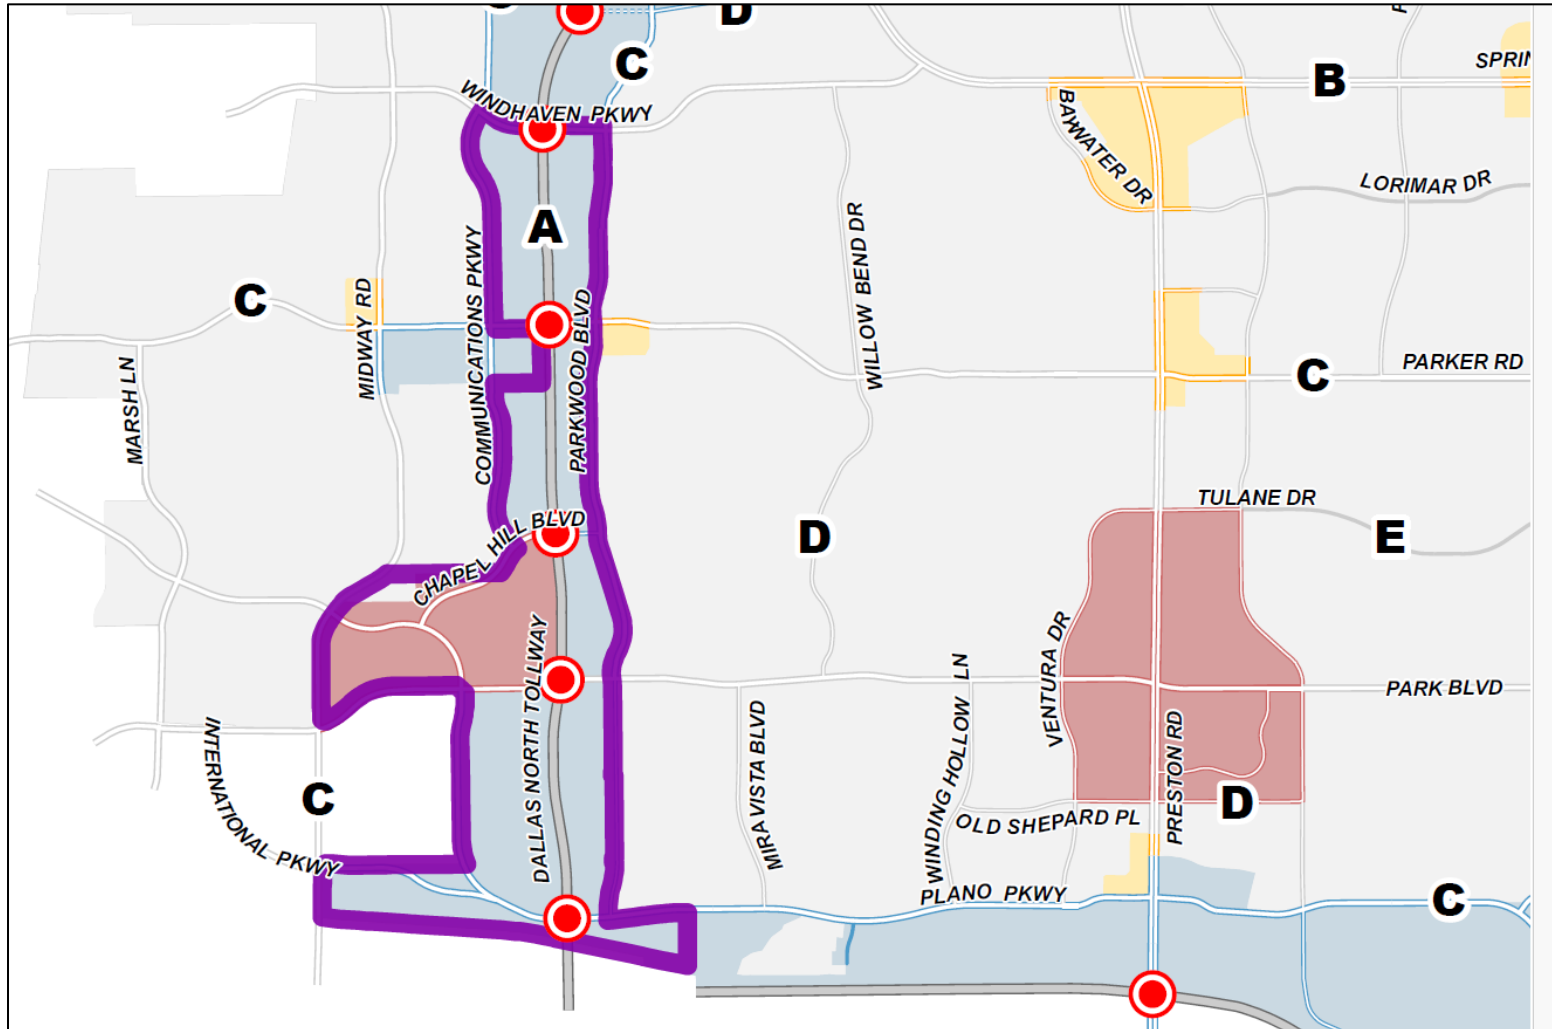 D
C
B
SPRIN
WINDHAVEN PKWY
BAYWATER DR
LORIMAR DR
A
C
MIDWAY RD
COMMUNICATIONS PKWY
PARKWOOD BLVD
WILLOW BEND DR
MARSH LN
C
PARKER RD
TULANE DR
CHAPEL HILL BLVD
D
E
DALLAS NORTH TOLLWAY
VENTURA DR
WINDING HOLLOW LN
PARK BLVD
INTERNATIONAL PKWY
MIRA VISTA BLVD
PRESTON RD
C
D
OLD SHEPARD PL
PLANO PKWY
C